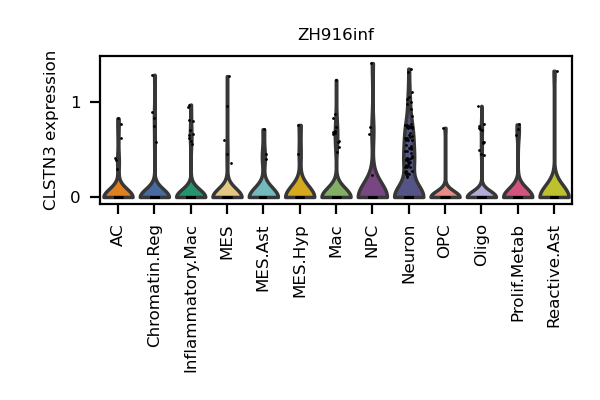 ZH916inf
CLSTN3 expression
1
0
AC
Chromatin.Reg
Inflammatory.Mac
MES
MES.Ast
MES.Hyp
Mac
NPC
Neuron
OPC
Oligo
Prolif.Metab
Reactive.Ast